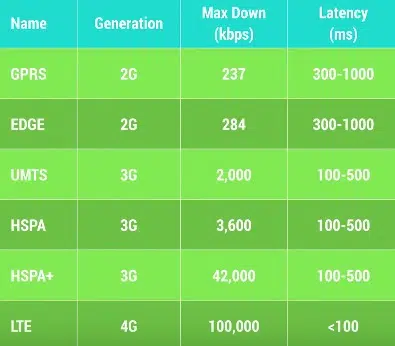 Name Generation Max Down (kbps) Latency (ms)
GPRS 2G 237 300-1000
EDGE 2G 284 300-1000
UMTS 3G 2,000 100-500
HSPA 3G 3,600 100-500
HSPA+ 3G 42,000 100-500
LTE 4G 100,000 <100